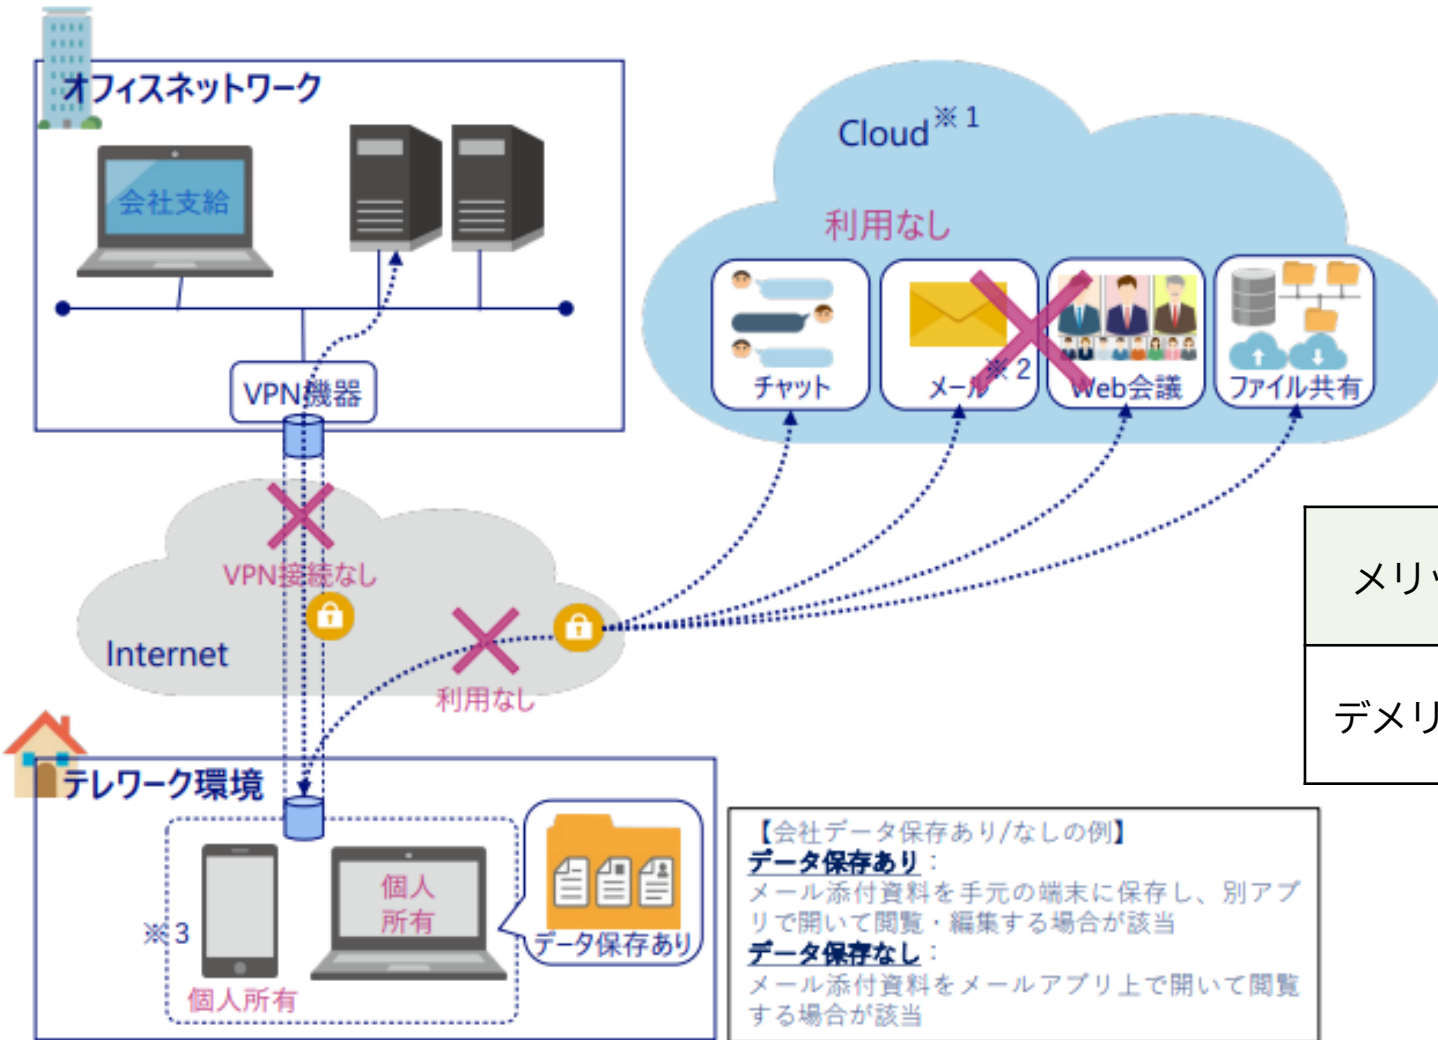 オフィスネットワーク
会社支給
VPN機器
Cloud※1
利用なし
チャット
メール※2
Web会議
ファイル共有
VPN接続なし
Internet
利用なし
メリッ
デメリ
テレワーク環境
※3
個人所有
個人
所有
データ保存あり
【会社データ保存あり/なしの例】
データ保存あり：
メール添付資料を手元の端末に保存し、別アプ
リで開いて閲覧・編集する場合が該当
データ保存なし：
メール添付資料をメールアプリ上で開いて閲覧
する場合が該当